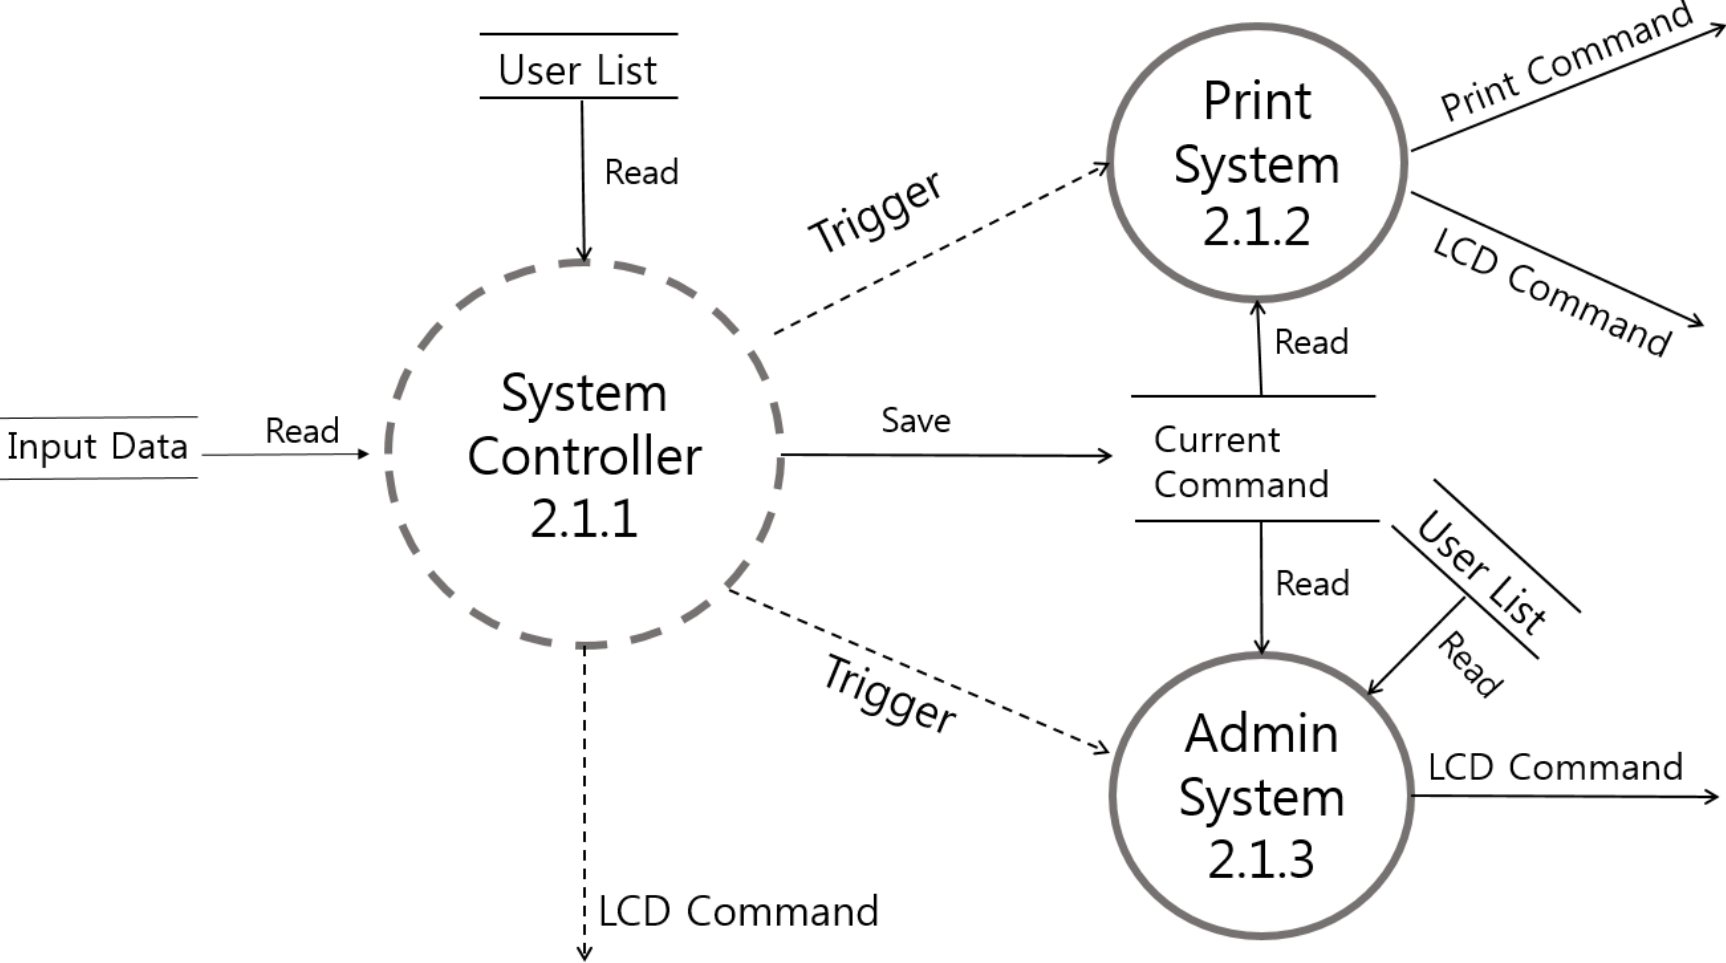 User List
Read
Print
System
2.1.2
Print Command
LCD Command
Trigger
Read
Input Data
Read
System
Controller
2.1.1
Save
Current
Command
User List
Read
Read
Trigger
Admin
System
2.1.3
LCD Command
LCD Command